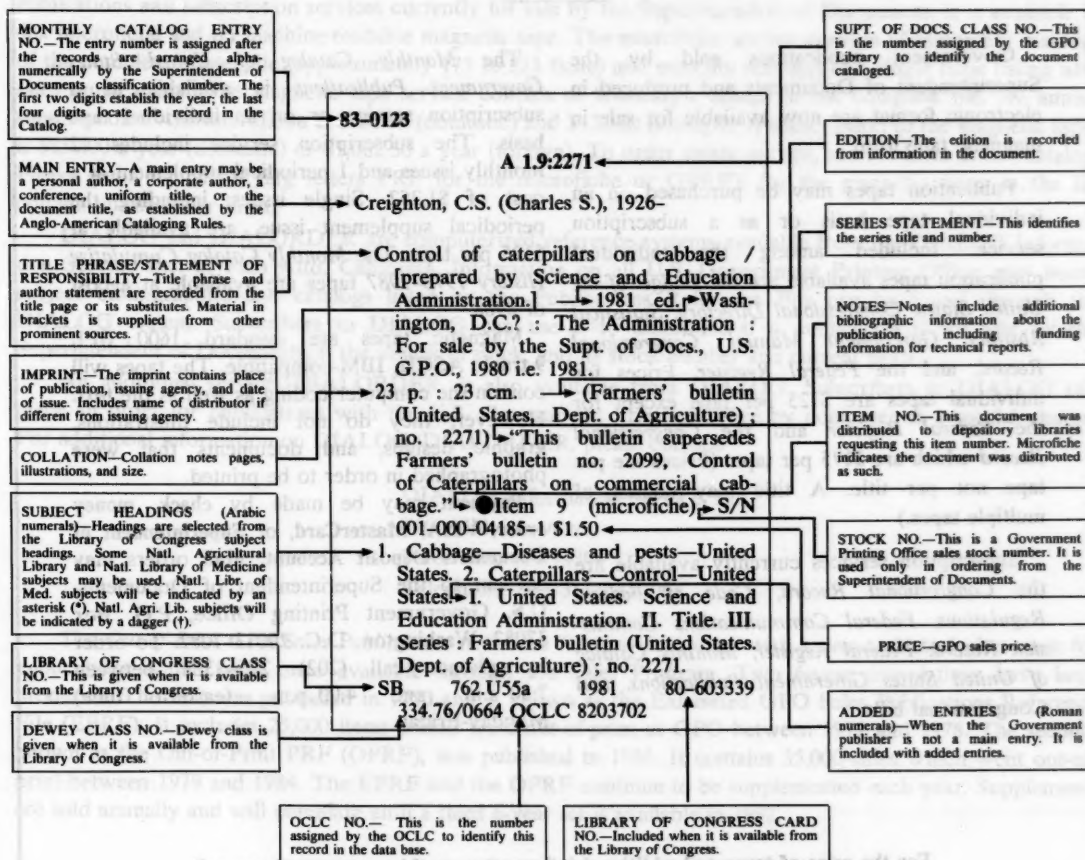 MONTHLY CATALOG ENTRY
NO.—The entry number is assigned after
the records are arranged alpha-
numerically by the Superintendent of
Documents classification number. The
first two digits establish the year; the last
four digits locate the record in the
Catalog.
MAIN ENTRY—A main entry may be
a personal author, a corporate author, a
conference, uniform title, or the
document title, as established by the
Anglo-American Cataloging Rules.
TITLE PHRASE/STATEMENT OF
RESPONSIBILITY—Title phrase and
author statement are recorded from the
title page or its substitutes. Material in
brackets is supplied from other
prominent sources.
IMPRINT—The imprint contains place
of publication, issuing agency, and date
of issue. Includes name of distributor if
different from issuing agency.
COLLATION—Collation notes pages,
illustrations, and size.
SUBJECT HEADINGS (Arabic
numerals)—Headings are selected from
the Library of Congress subject
headings. Some Natl. Agricultural
Library and Natl. Library of Medicine
subjects may be used. Natl. Libr. of
Med. subjects will be indicated by an
asterisk (*). Natl. Agri. Lib. subjects will
be indicated by a dagger (†).
LIBRARY OF CONGRESS CLASS
NO.—This is given when it is available
from the Library of Congress.
DEWEY CLASS NO.—Dewey class is
given when it is available from the
Library of Congress.
83-0123
A 1.9:2271
Creighton, C.S. (Charles S.), 1926–
Control of caterpillars on cabbage /
[prepared by Science and Education
Administration.] — 1981 ed. Wash-
ington, D.C.? : The Administration :
For sale by the Supt. of Docs. U.S.
G.P.O., 1980 i.e. 1981.
23 p. 23 cm. — (Farmers' bulletin
(United States, Dept. of Agriculture) ;
no. 2271) "This bulletin supersedes
Farmers' bulletin no. 2099, Control
Caterpillars on commercial cab-
bage." ●Item 9 (microfiche) S/N
001-000-04185-1 $1.50
1. Cabbage—Diseases and pests—United
States. 2. Caterpillars—Control—United
States I. United States. Science and
Education Administration. II. Title. III
Series : Farmers bulletin (United States.
Dept. of Agriculture) ; no. 2271.
SB 608.U55a 1981 80-603339
334.76/0664 OCLC 8203702
SUPT. OF DOCS. CLASS NO.—This
is the number assigned by the GPO
Library to identify the document
cataloged.
EDITION—The edition is recorded
from information in the document.
SERIES STATEMENT—This identifies
the series title and number.
NOTES—Notes include additional
bibliographic information about the
publication, including funding
information for technical reports.
ITEM NO.—This document was
distributed to depository libraries
requesting this item number. Microfiche
indicates the document was distributed
as such.
STOCK NO.—This is a Government
Printing Office sales stock number. It is
used only in ordering from the
Superintendent of Documents.
PRICE—GPO sales price.
ADDED ENTRIES (Roman
numerals)—When the Government
publisher is not a main entry. It is
included with added entries.
OCLC NO.— This is the number
assigned by the OCLC to identify this
record in the data base.
LIBRARY OF CONGRESS CARD
NO.—Included when it is available from
the Library of Congress.